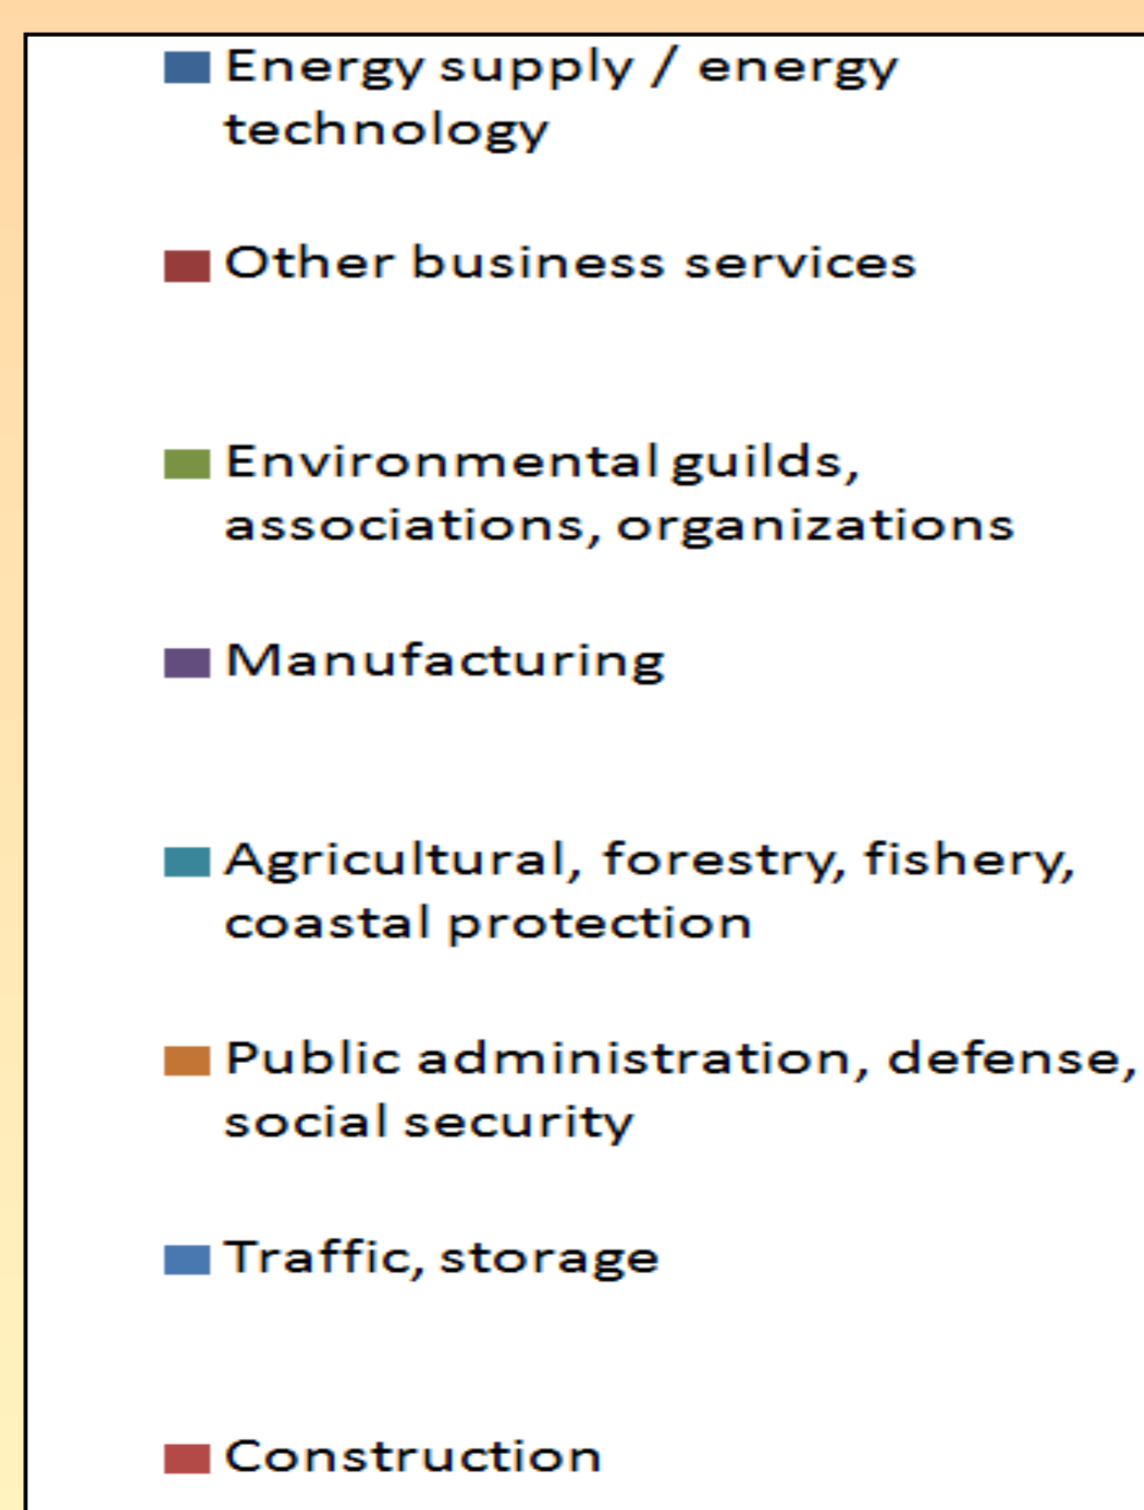 Energy supply / energy
technology
Other business services
Environmental guilds,
associations, organizations
Manufacturing
Agricultural, forestry, fishery,
coastal protection
Public administration, defense,
social security
Traffic, storage
Construction